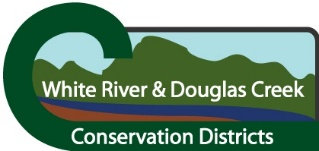 White River & Douglas Creek
Conservation Districts